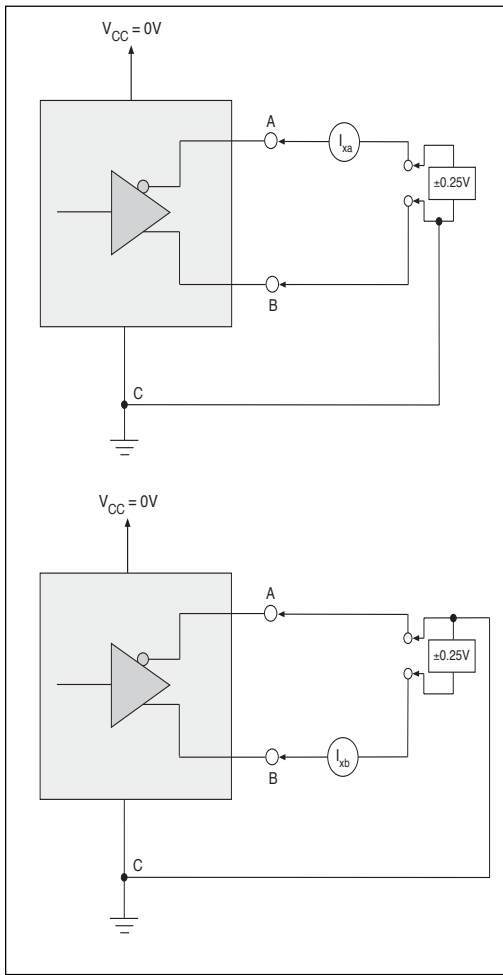 V_CC = 0V
A
I_xa
±0.25V
B
C
V_CC = 0V
A
±0.25V
I_xb
B
C